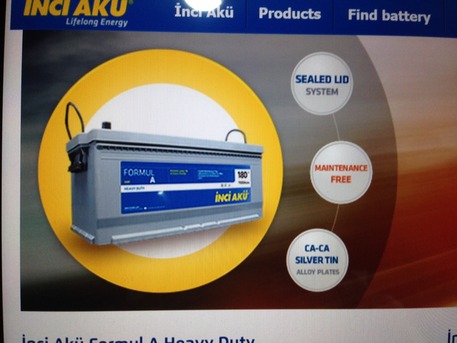 İNCİ AKÜ®
Lifelong Energy
İnci Akü
Products
Find battery
SEALED LID
SYSTEM
MAINTENANCE
FREE
CA-CA
SILVER TIN
ALLOY PLATES
FORMUL
A
HEAVY DUTY
180
İNCİ AKÜ
İnci Akü Formul A Heavy Duty